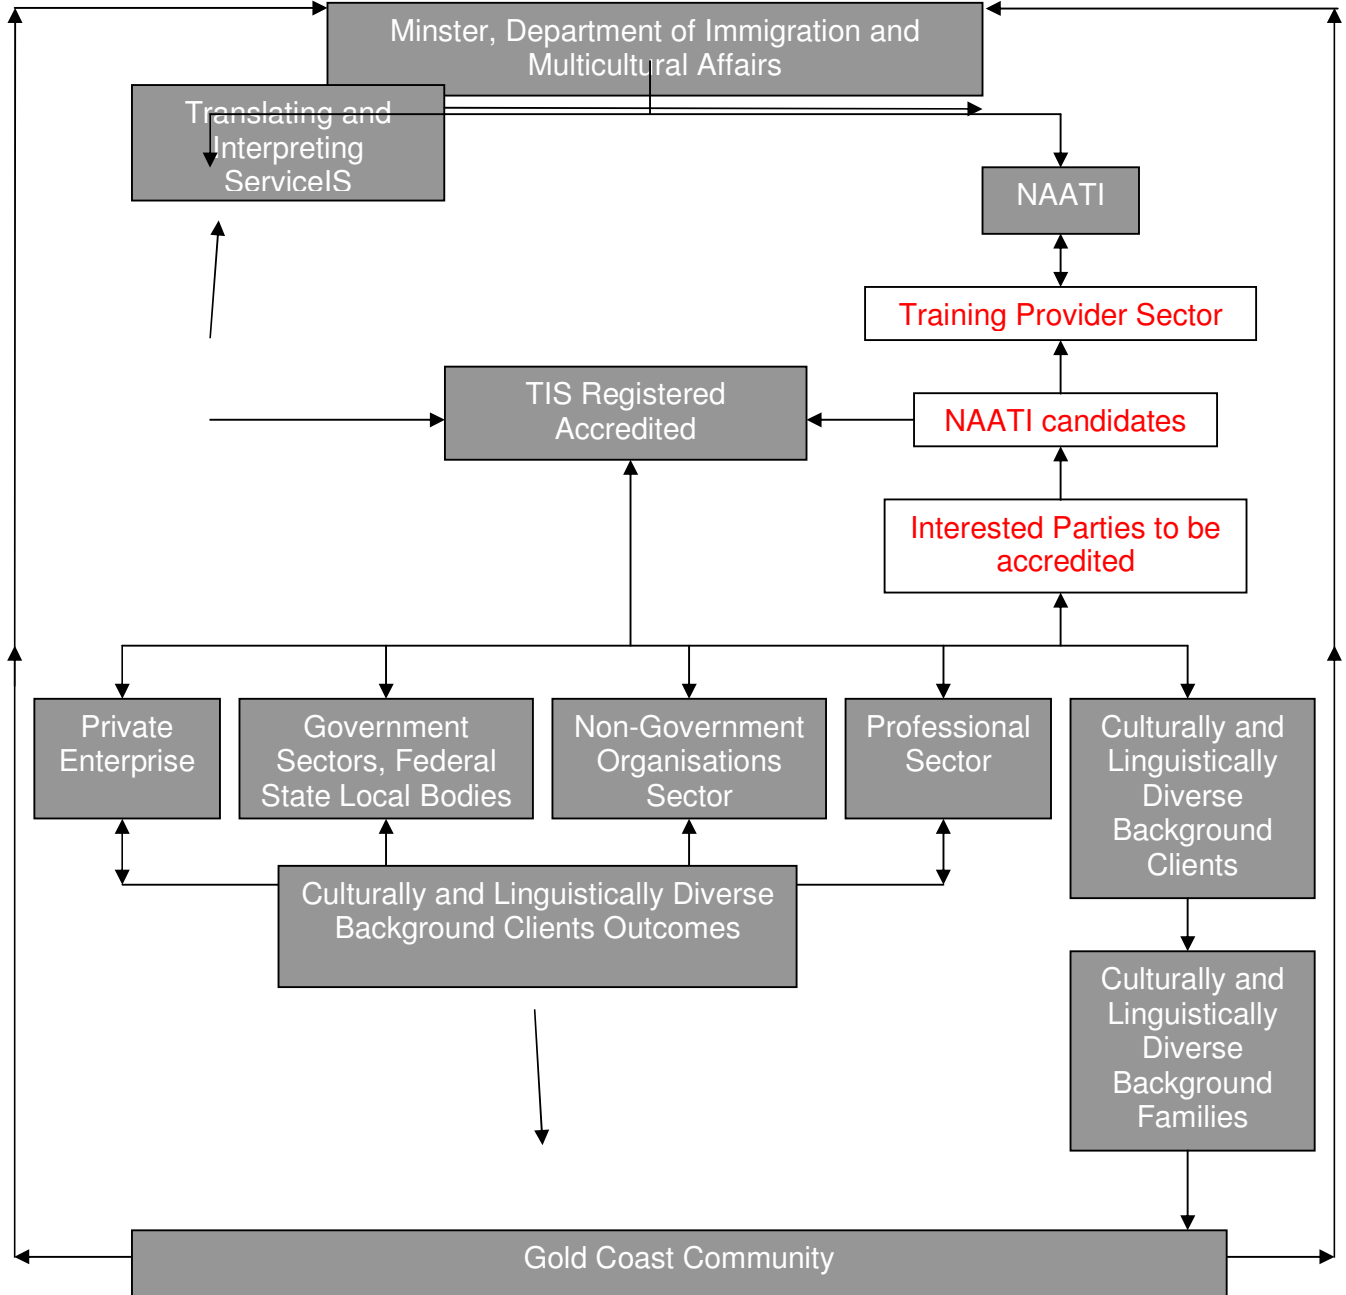 Minster, Department of Immigration and
Multicultural Affairs
Translating and
Interpreting
ServiceIS
NAATI
Training Provider Sector
TIS Registered
Accredited
NAATI candidates
Interested Parties to be
accredited
Private
Enterprise
Government
Sectors, Federal
State Local Bodies
Non-Government
Organisations
Sector
Professional
Sector
Culturally and
Linguistically
Diverse
Background
Clients
Culturally and Linguistically Diverse
Background Clients Outcomes
Culturally and
Linguistically
Diverse
Background
Families
Gold Coast Community